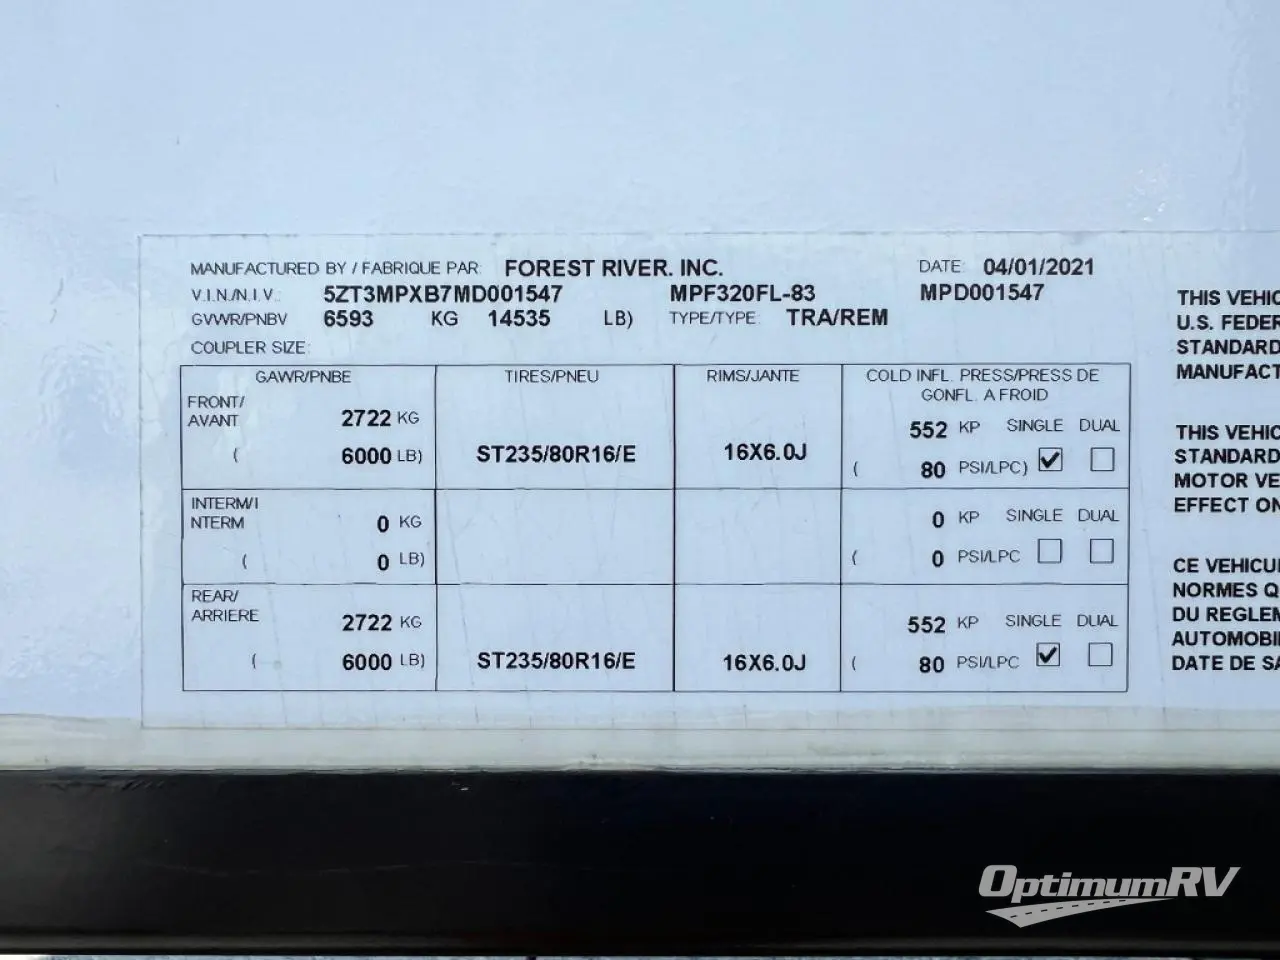 MANUFACTURED BY / FABRIQUE PAR: FOREST RIVER. INC. DATE: 04/01/2021
V.I.N./N.I.V.: 5ZT3MPXB7MD001547 MPF320FL-83 MPD001547
GVWR/PNBV 6593 KG 14535 LB) TYPE/TYPE: TRA/REM
COUPLER SIZE:
GAWR/PNBE TIRES/PNEU RIMS/JANTE COLD INFL. PRESS/PRESS DE
GONFL. A FROID
FRONT/
AVANT 2722 KG 552 KP SINGLE DUAL
( 6000 LB) ST235/80R16/E 16X6.0J ( 80 PSI/LPC)
INTERM/I
NTERM 0 KG 0 KP SINGLE DUAL
( 0 LB) ( 0 PSI/LPC
REAR/
ARRIERE 2722 KG 552 KP SINGLE DUAL
( 6000 LB) ST235/80R16/E 16X6.0J ( 80 PSI/LPC
THIS VEHIC
U.S. FEDER
STANDARD
MANUFACT
THIS VEHIC
STANDARD
MOTOR VE
EFFECT ON
CE VEHICU
NORMES Q
DU REGLEM
AUTOMOBI
DATE DE SA
OptimumRV